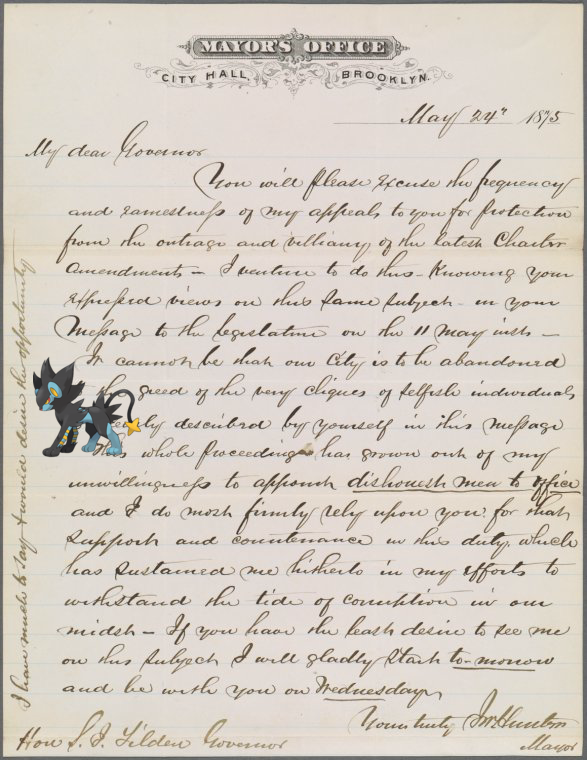 MAYOR'S OFFICE
CITY HALL, BROOKLYN.
May 24" 1875
My dear Governor
You will please excuse the frequency
and earnestness of my appeals to you for protection
from the outrage and villiany of the latest Charter
Amendments — I venture to do this - Knowing your
expressed views on this same subject - in your
Message to the Legislature on the 11 May inst —
It cannot be that our City is to be abandoned
the greed of the very cliques of selfish individuals
described by yourself in this message
This whole proceeding has grown out of my
unwillingness to appoint dishonest men to office
and I do most firmly rely upon you for that
support and countenance in this duty, which
has sustained me hitherto in my efforts to
withstand the tide of corruption in our
midst — If you have the least desire to see me
on this subject I will gladly start to-morrow
and be with you on Wednesday
Yours truly Jn. Hunter
Mayor
Hon S. J. Tilden Governor
I have much to say & would desire the opportunity